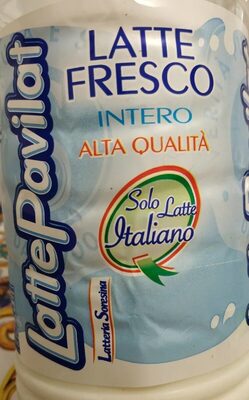 LATTE
FRESCO
INTERO
ALTA QUALITÀ
LattePavilat
Solo Latte
Italiano
Latteria Soresina